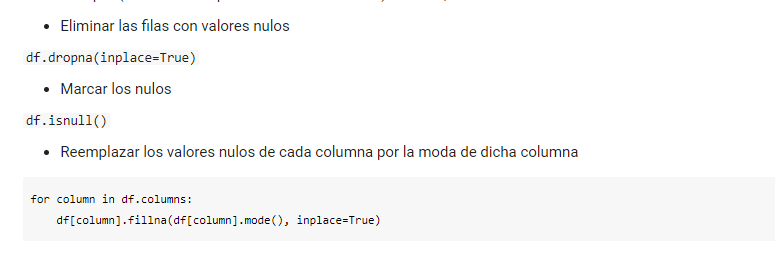 Eliminar las filas con valores nulos
df.dropna(inplace=True)
Marcar los nulos
df.isnull()
Reemplazar los valores nulos de cada columna por la moda de dicha columna
for column in df.columns:
    df[column].fillna(df[column].mode(), inplace=True)